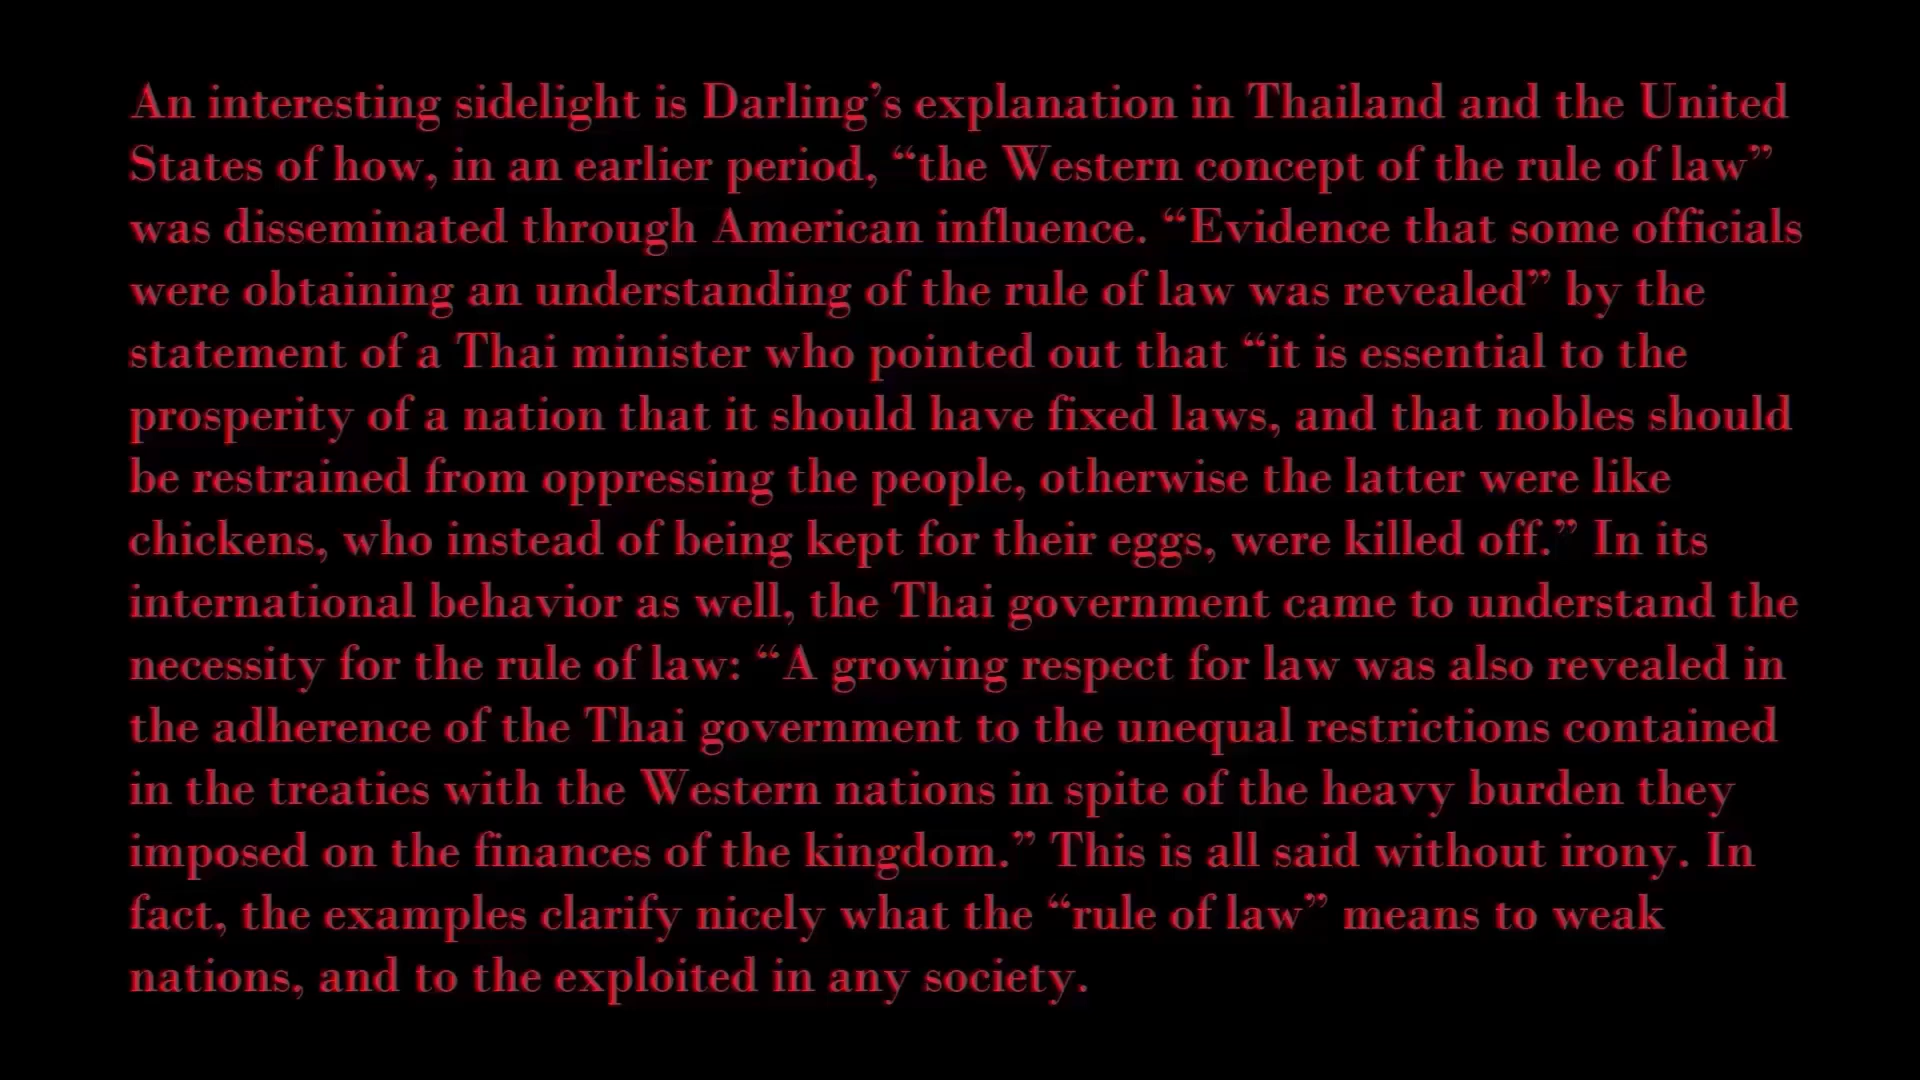 An interesting sidelight is Darling’s explanation in Thailand and the United
States of how, in an earlier period, “the Western concept of the rule of law”
was disseminated through American influence. “Evidence that some officials
were obtaining an understanding of the rule of law was revealed” by the
statement of a Thai minister who pointed out that “it is essential to the
prosperity of a nation that it should have fixed laws, and that nobles should
be restrained from oppressing the people, otherwise the latter were like
chickens, who instead of being kept for their eggs, were killed off.” In its
international behavior as well, the Thai government came to understand the
necessity for the rule of law: “A growing respect for law was also revealed in
the adherence of the Thai government to the unequal restrictions contained
in the treaties with the Western nations in spite of the heavy burden they
imposed on the finances of the kingdom.” This is all said without irony. In
fact, the examples clarify nicely what the “rule of law” means to weak
nations, and to the exploited in any society.